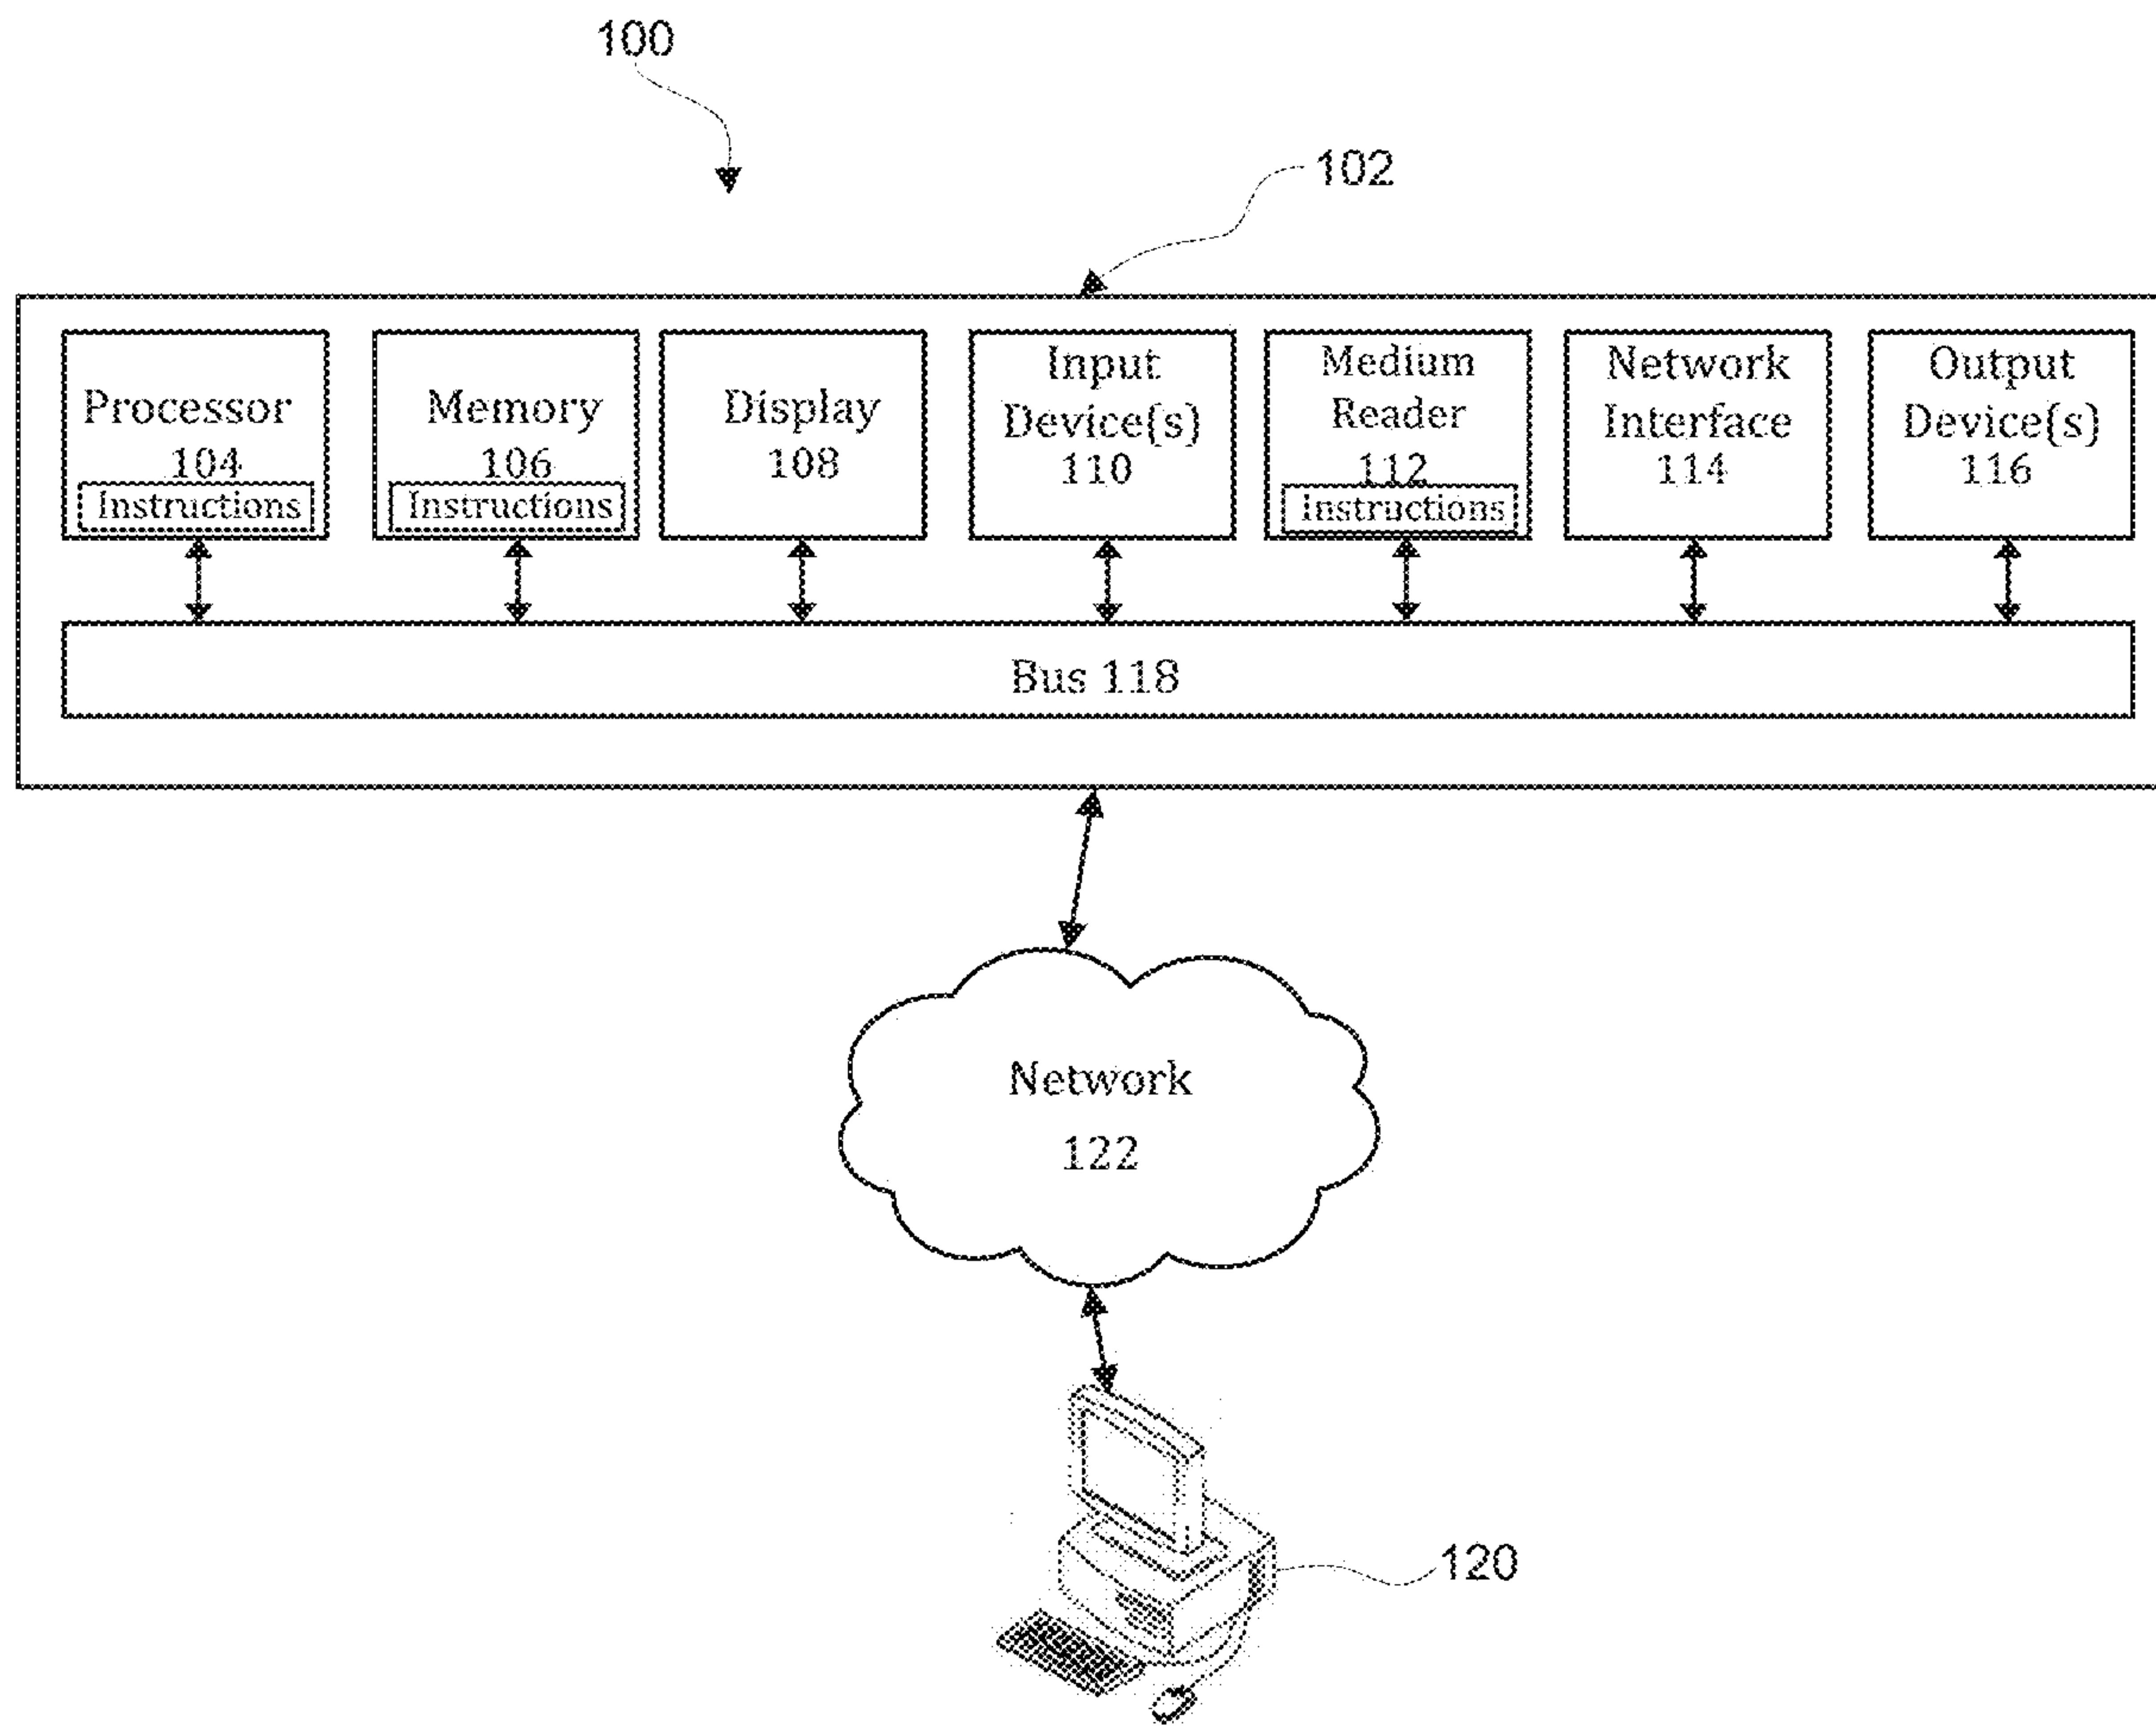 100
102
Processor
104
Instructions
Memory
106
Instructions
Display
108
Input
Device(s)
110
Medium
Reader
112
Instructions
Network
Interface
114
Output
Device(s)
116
Bus 118
Network
122
120